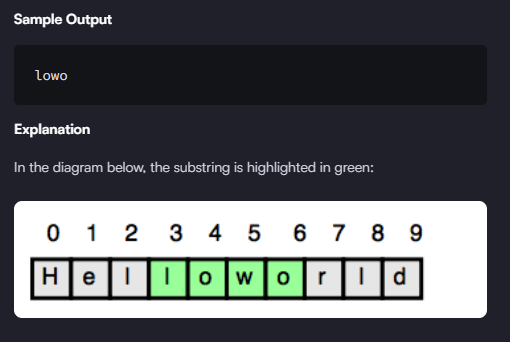 Sample Output
lowo
Explanation
In the diagram below, the substring is highlighted in green:
0 1 2 3 4 5 6 7 8 9
H e l l o w o r l d